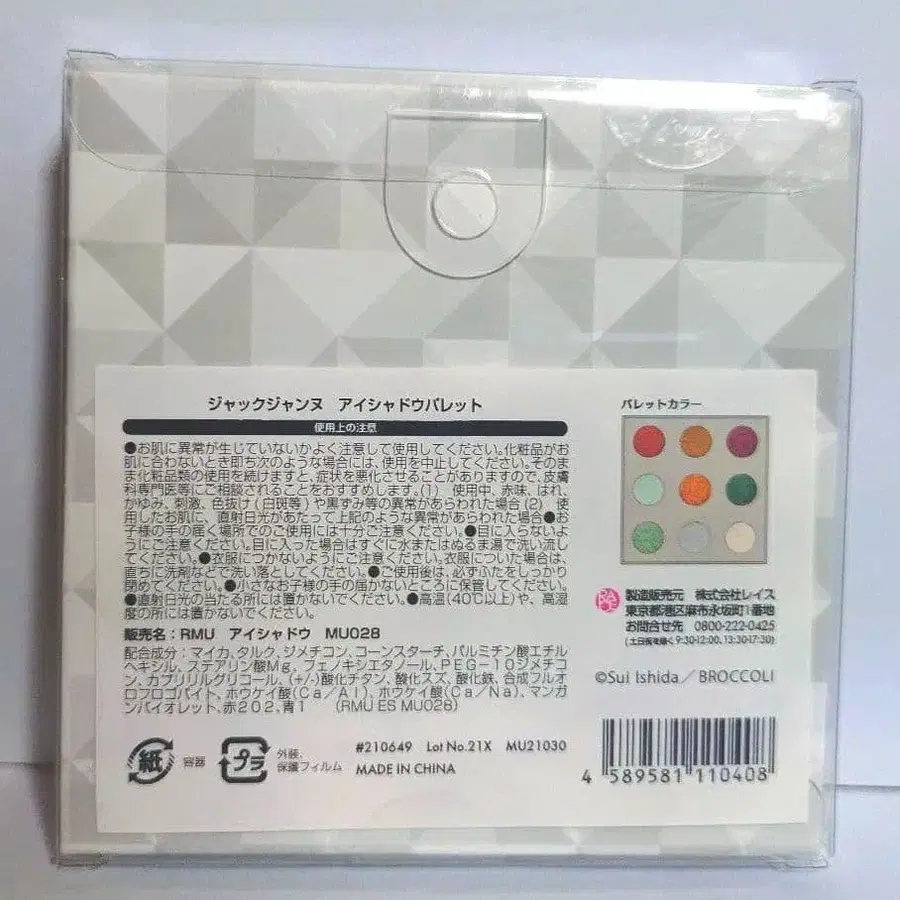 ジャックジャンヌ　アイシャドウパレット
使用上の注意
●お肌に異常が生じていないかよく注意して使用してください。化粧品がお
肌に合わないとき即ち次のような場合には、使用を中止してください。そのま
ま化粧品類の使用を続けますと、症状を悪化させることがありますので、皮膚
科専門医等にご相談されることをおすすめします。(1)　使用中、赤味、はれ、
かゆみ、刺激、色抜け(白斑等)や黒ずみ等の異常があらわれた場合(2)　使
用したお肌に、直射日光があたって上記のような異常があらわれた場合●お
子様の手の届く場所でのご使用には十分ご注意ください。●目に入らないよ
うにご注意ください。目に入った場合はすぐに水またはぬるま湯で洗い流し
てください。●衣服につかないようにご注意ください。衣服についた場合は、
直ちに洗剤などで洗い落としてください。●ご使用後は、必ずふたをしっかり
閉めてください。●小さなお子様の手の届かないところに保管してください。
●直射日光の当たる所には置かないでください。●高温(40℃以上)や、高湿
度の所には置かないでください。
販売名：RMU　アイシャドウ　MU028
配合成分：マイカ、タルク、ジメチコン、コーンスターチ、パルミチン酸エチル
ヘキシル、ステアリン酸Mg、フェノキシエタノール、PEG-10ジメチコ
ン、カプリリルグリコール、(+/-)酸化チタン、酸化スズ、酸化鉄、合成フルオ
ロフロゴパイト、ホウケイ酸(Ca/Al)、ホウケイ酸(Ca/Na)、マンガ
ンバイオレット、赤202、青1　(RMU ES MU028)
紙 容器
プラ 外装、
保護フィルム
#210649　Lot No.21X　MU21030
MADE IN CHINA
パレットカラー
製造販売元　株式会社レイス
東京都港区麻布永坂町1番地
お問合せ先　0800-222-0425
(土日祝を除く9:30-12:00, 13:30-17:30)
©Sui Ishida／BROCCOLI
4 589581 110408